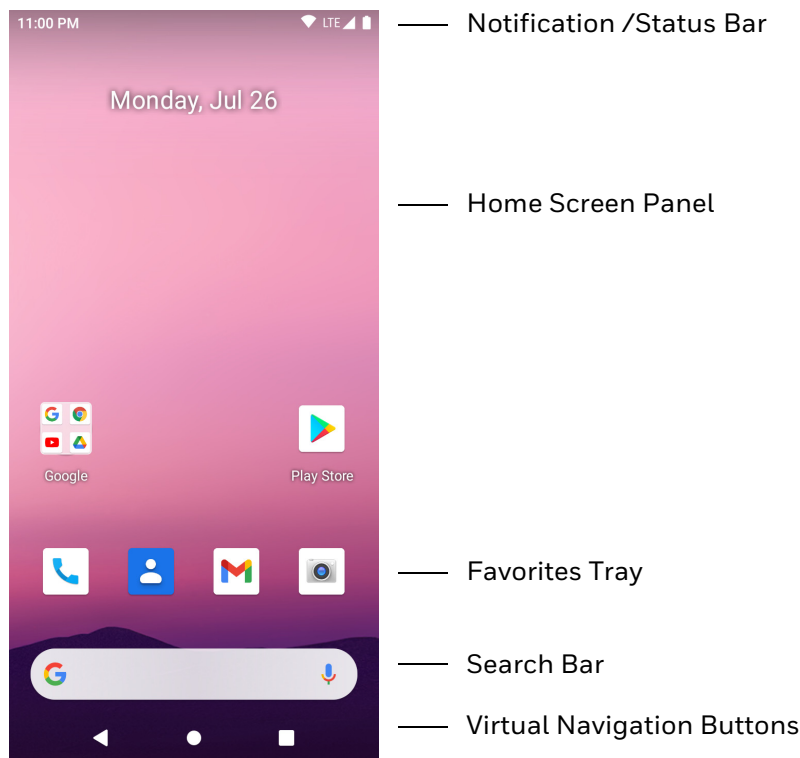 11:00 PM LTE
Notification /Status Bar
Monday, Jul 26
Home Screen Panel
Google Play Store
Favorites Tray
Search Bar
Virtual Navigation Buttons